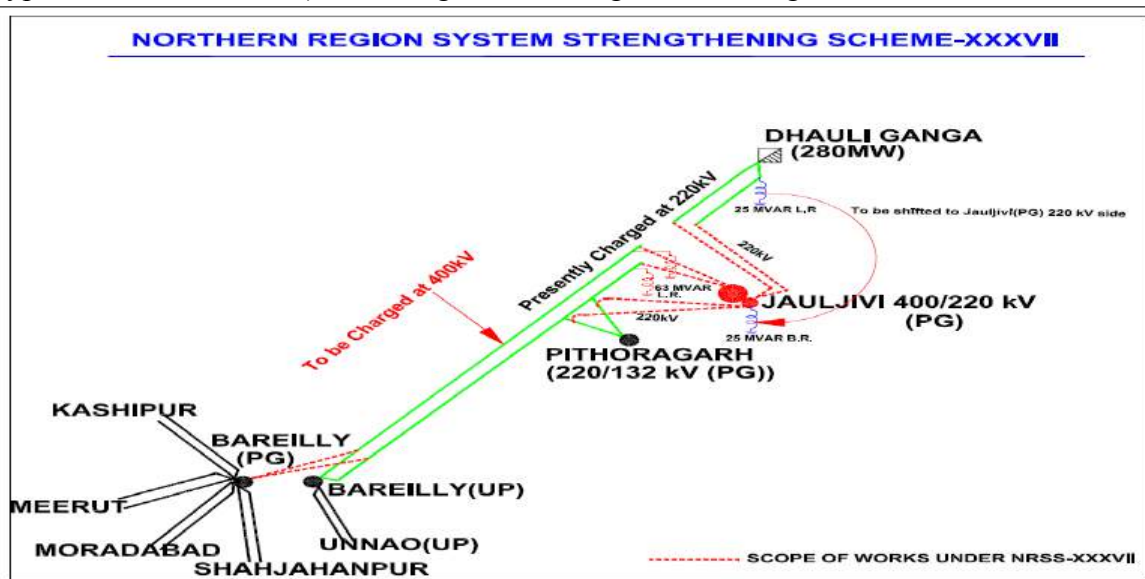 NORTHERN REGION SYSTEM STRENGTHENING SCHEME-XXXVII
DHAULI GANGA
(280MW)
Presently Charged at 220kV
25 MVAR L,R
To be shifted to Jauljivi(PG) 220 kV side
To be Charged at 400kV
220kV
63 MVAR
L.R.
JAULJIVI 400/220 kV
(PG)
220kV
25 MVAR B.R.
PITHORAGARH
(220/132 kV (PG))
KASHIPUR
BAREILLY
(PG)
BAREILLY(UP)
MEERUT
MORADABAD
UNNAO(UP)
SHAHJAHANPUR
SCOPE OF WORKS UNDER NRSS-XXXVII